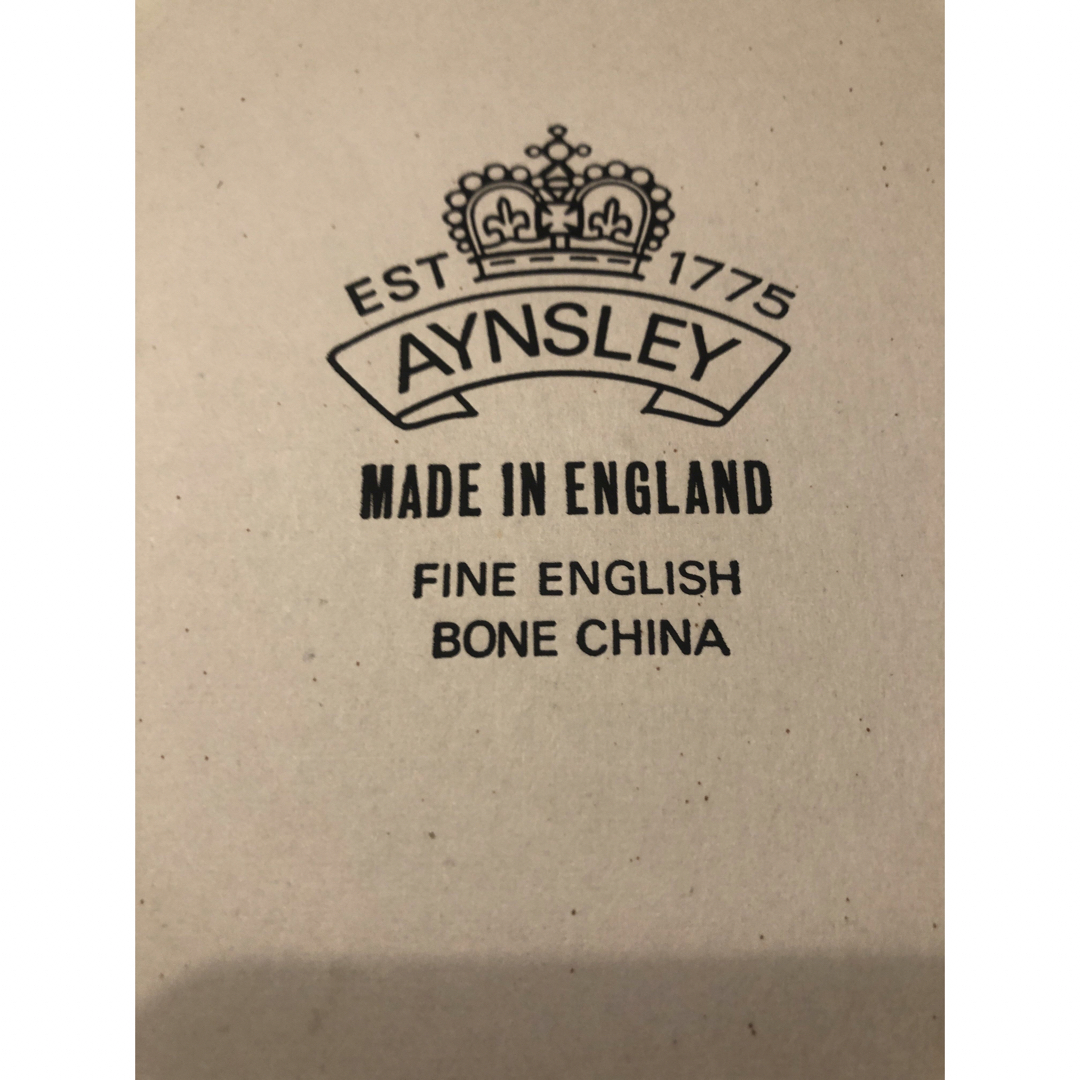 EST 1775
AYNSLEY
MADE IN ENGLAND
FINE ENGLISH
BONE CHINA